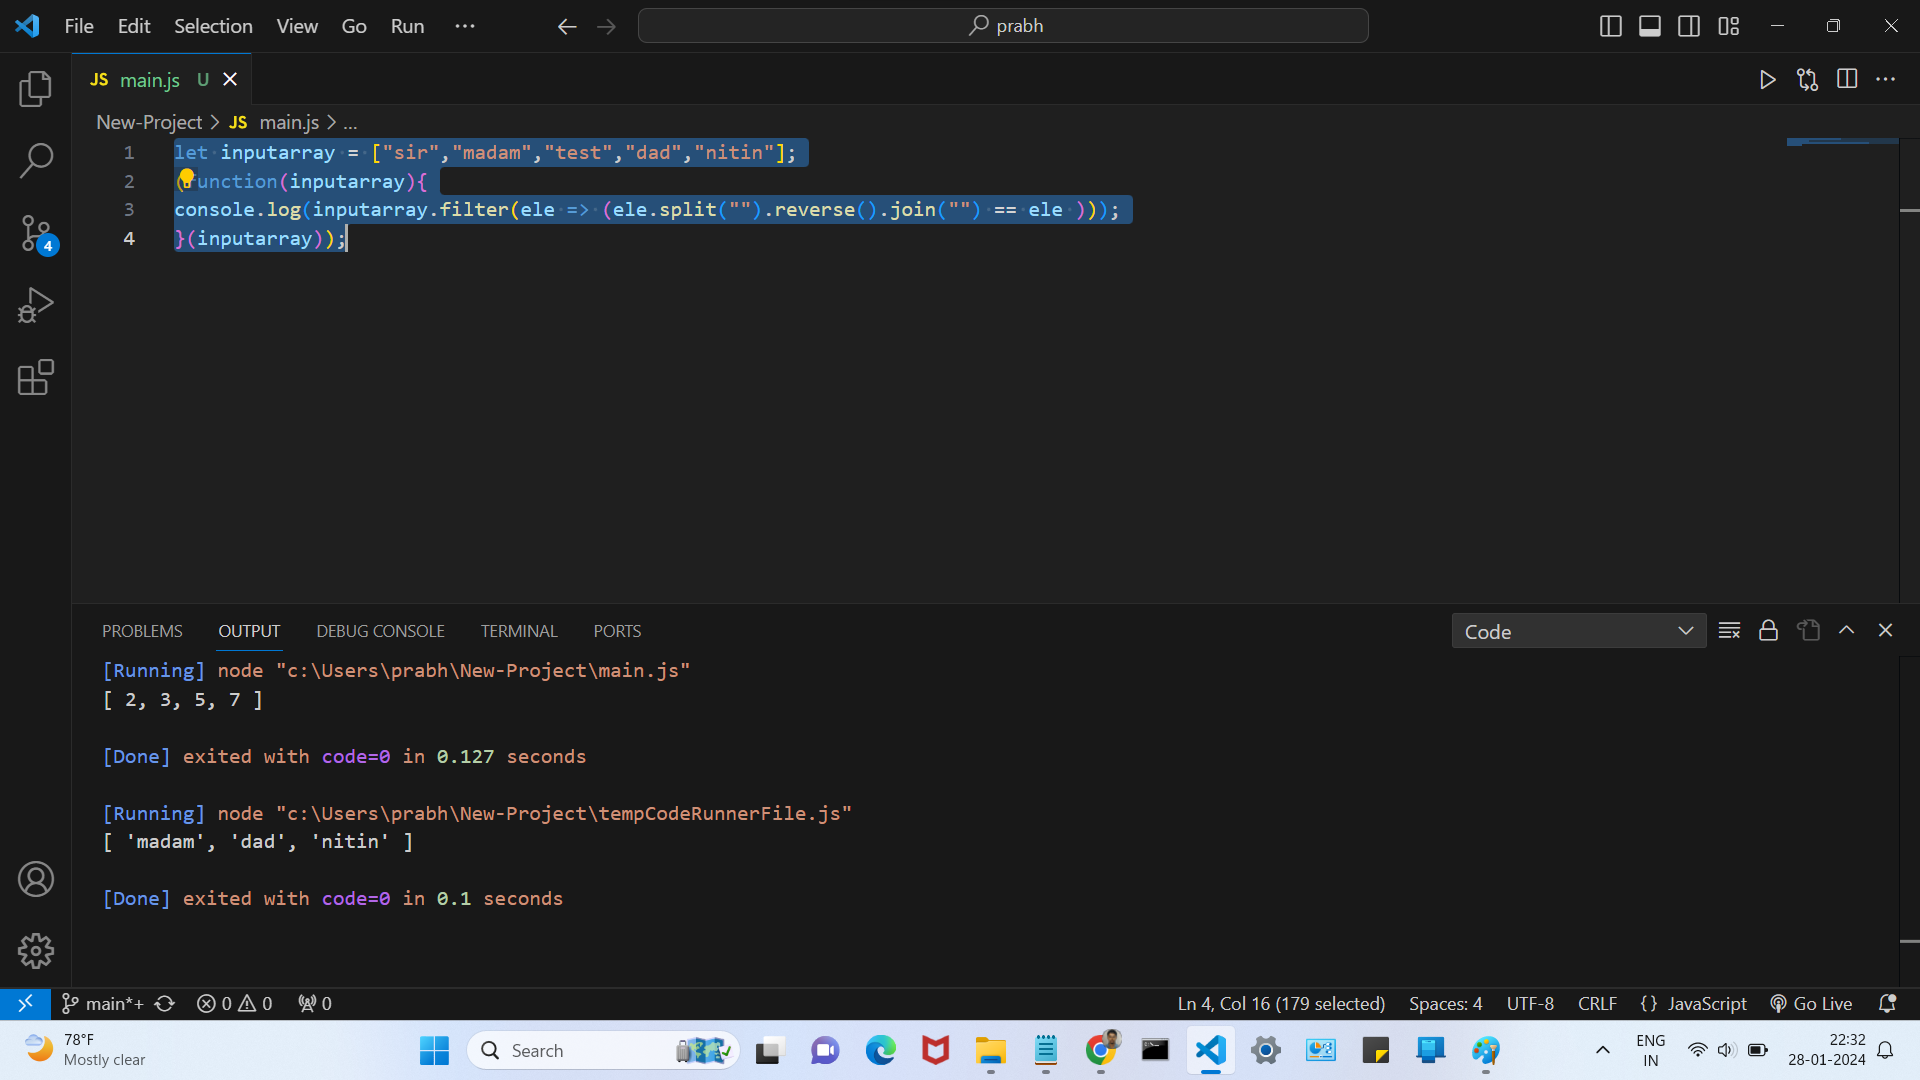 File Edit Selection View Go Run ···
prabh
JS main.js U
New-Project > JS main.js > ...
1 let inputarray = ["sir","madam","test","dad","nitin"];
2 (function(inputarray){
3 console.log(inputarray.filter(ele => (ele.split("").reverse().join("") == ele )));
4 }(inputarray));
4
PROBLEMS OUTPUT DEBUG CONSOLE TERMINAL PORTS
Code
[Running] node "c:\Users\prabh\New-Project\main.js"
[ 2, 3, 5, 7 ]
[Done] exited with code=0 in 0.127 seconds
[Running] node "c:\Users\prabh\New-Project\tempCodeRunnerFile.js"
[ 'madam', 'dad', 'nitin' ]
[Done] exited with code=0 in 0.1 seconds
main*+ 0 0 0
Ln 4, Col 16 (179 selected) Spaces: 4 UTF-8 CRLF {} JavaScript Go Live
78°F
Mostly clear
Search
ENG
IN
22:32
28-01-2024